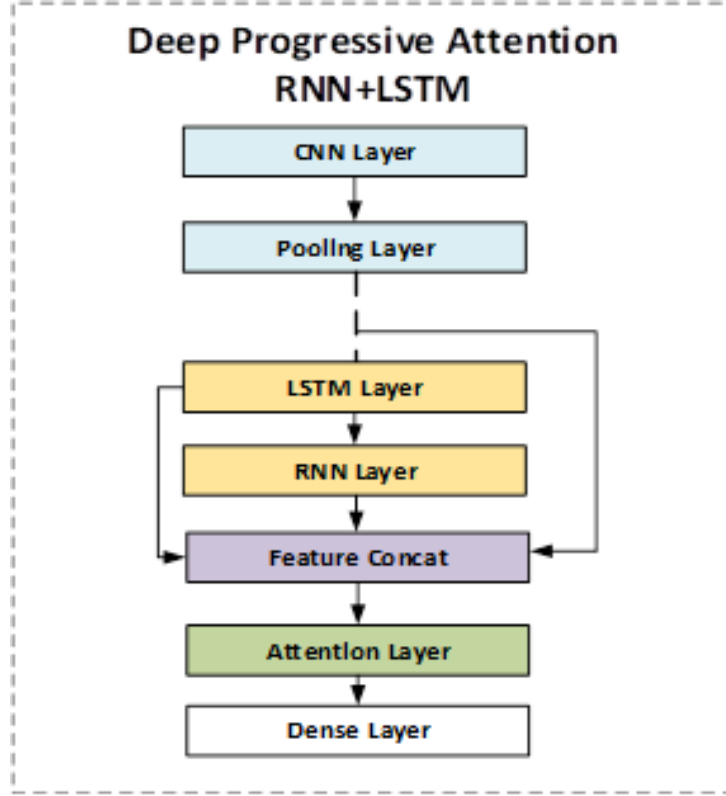 Deep Progressive Attention
RNN+LSTM
CNN Layer
Pooling Layer
LSTM Layer
RNN Layer
Feature Concat
Attention Layer
Dense Layer